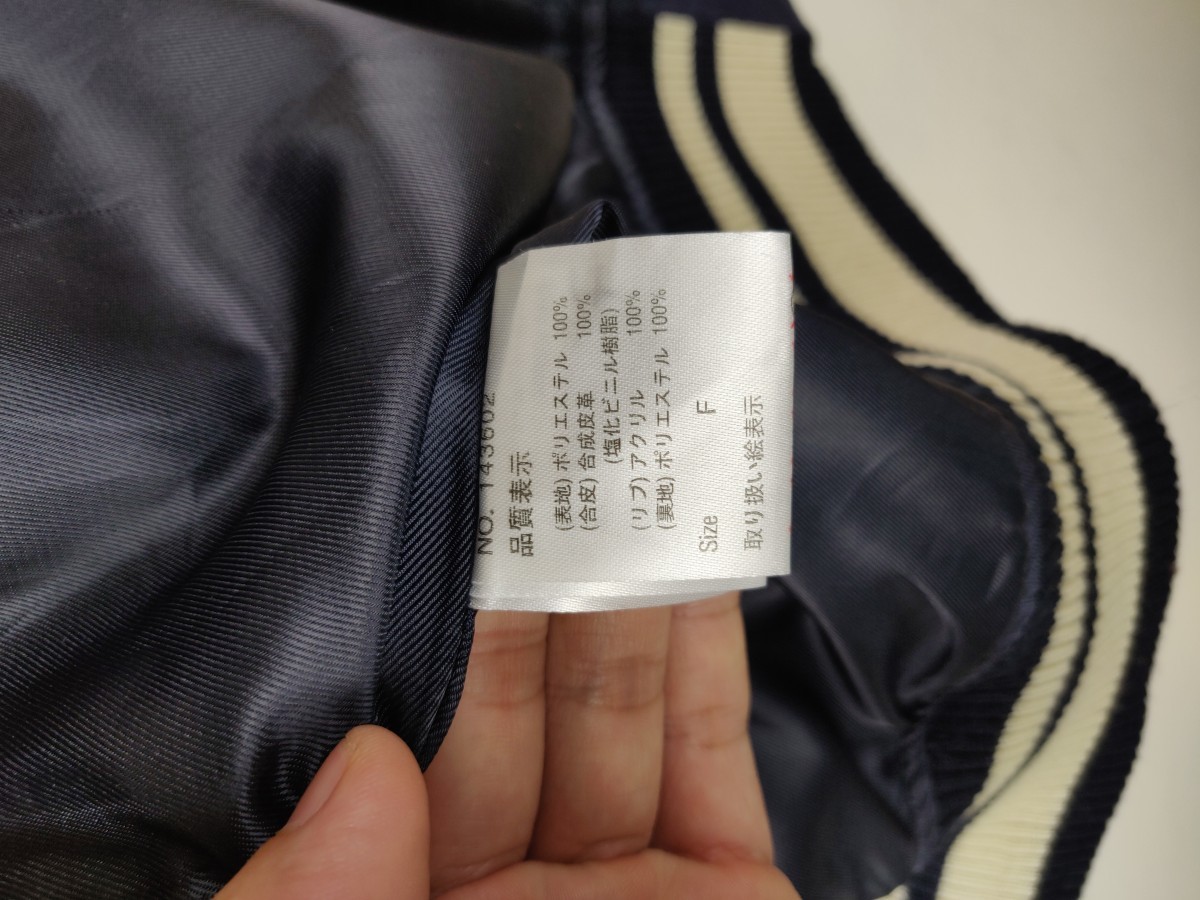 NO. 143602
品質表示
(表地) ポリエステル 100%
(合皮) 合成皮革 100%
(塩化ビニル樹脂)
(リブ) アクリル 100%
(裏地) ポリエステル 100%
Size F
取り扱い絵表示